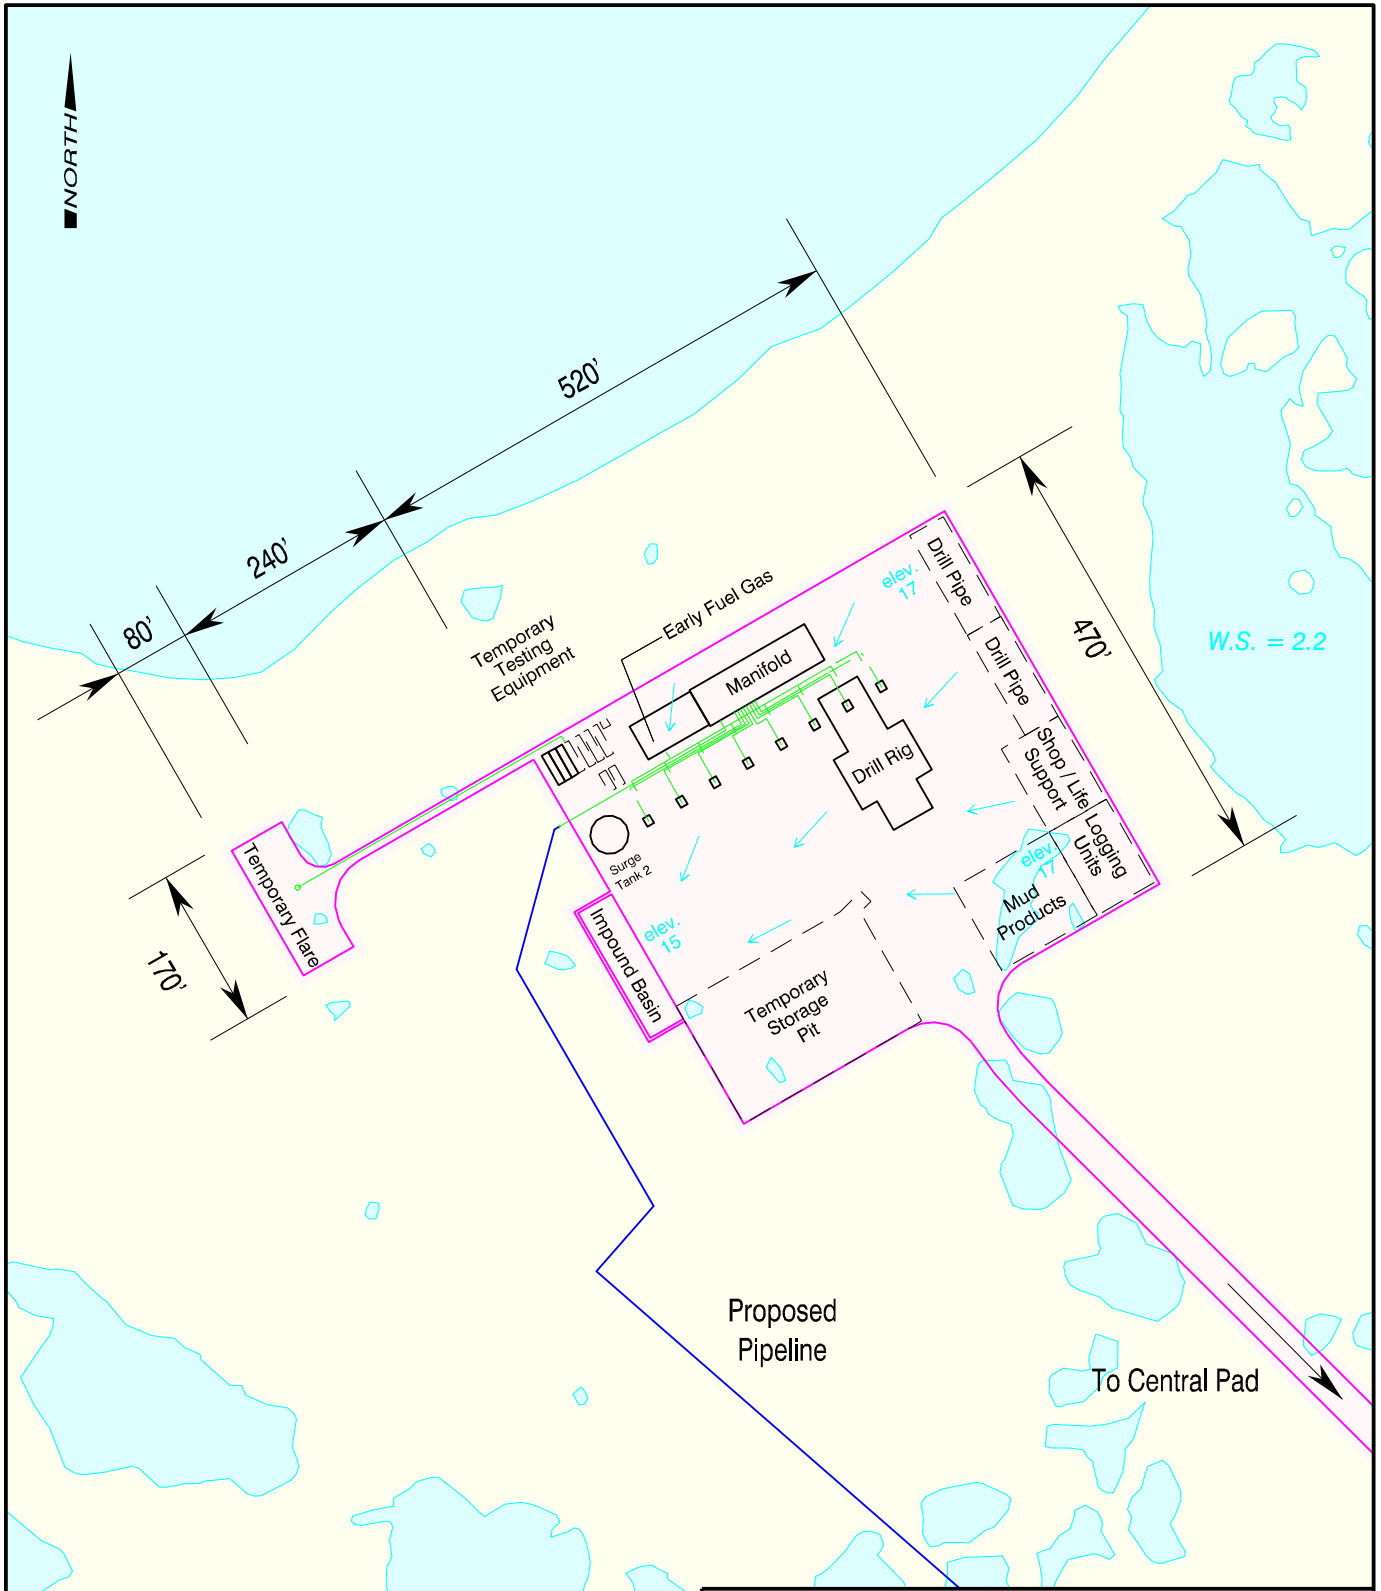 NORTH
520'
240'
80'
470'
170'
Early Fuel Gas
Temporary
Testing
Equipment
elev.
17
Drill Pipe
Drill Pipe
Manifold
Drill Rig
Shop / Life
Support
Logging
Units
elev.
17
Mud
Products
W.S. = 2.2
Surge
Tank 2
Temporary Flare
Impound Basin
elev.
15
Temporary
Storage
Pit
Proposed
Pipeline
To Central Pad